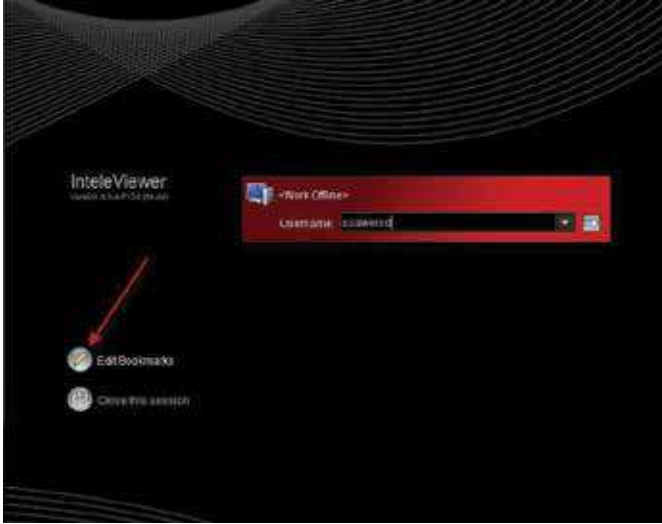 InteleViewer
<Work Offline>
Username:
Edit Bookmarks
Close this session